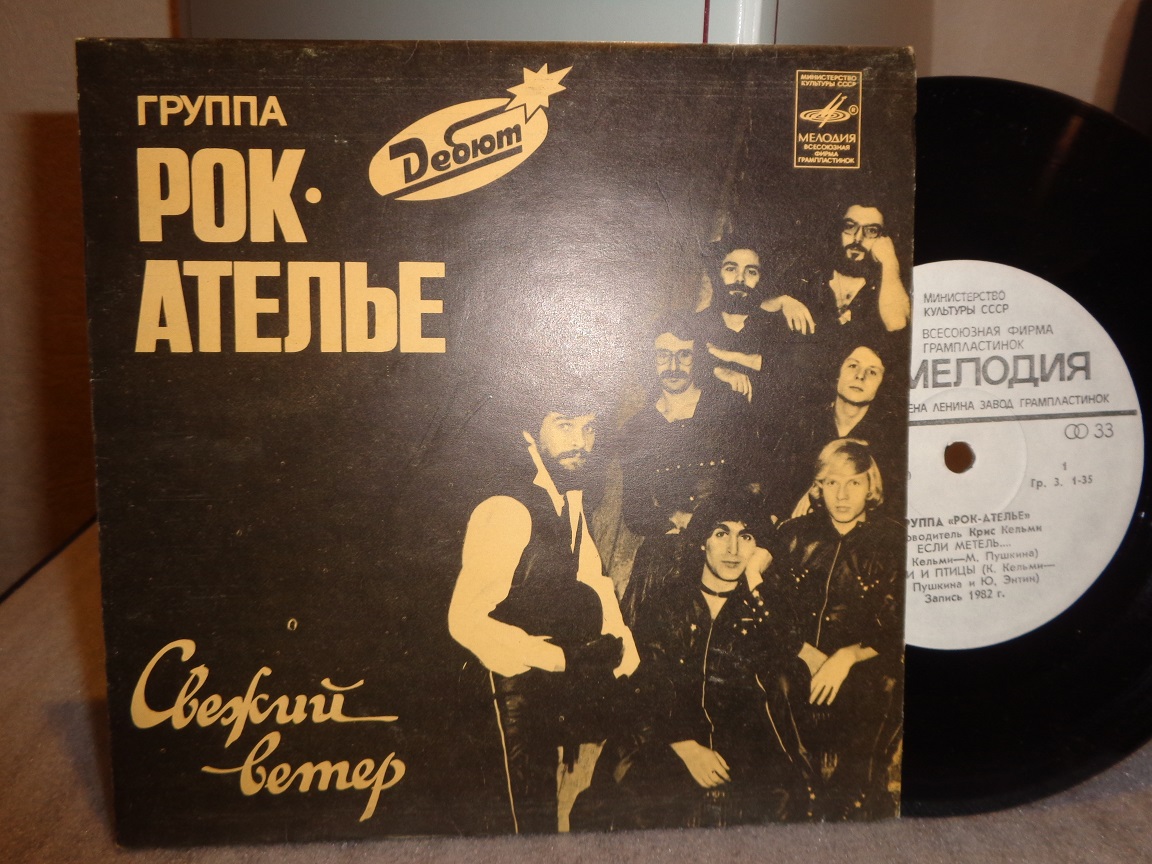 ГРУППА
РОК-
АТЕЛЬЕ
Дебют
МИНИСТЕРСТВО
КУЛЬТУРЫ СССР
МЕЛОДИЯ
ВСЕСОЮЗНАЯ
ФИРМА
ГРАМПЛАСТИНОК
Свежий
ветер
МИНИСТЕРСТВО
КУЛЬТУРЫ СССР
ВСЕСОЮЗНАЯ ФИРМА
ГРАМПЛАСТИНОК
МЕЛОДИЯ
ЛЕНИНА ЗАВОД ГРАМПЛАСТИНОК
33
1
Гр. 3. 1-35
«РОК-АТЕЛЬЕ»
Крис Кельми
ЕСЛИ МЕТЕЛЬ....
Кельми—М. Пушкина)
И ПТИЦЫ (К. Кельми—
Пушкина и Ю. Энтин)
Запись 1982 г.